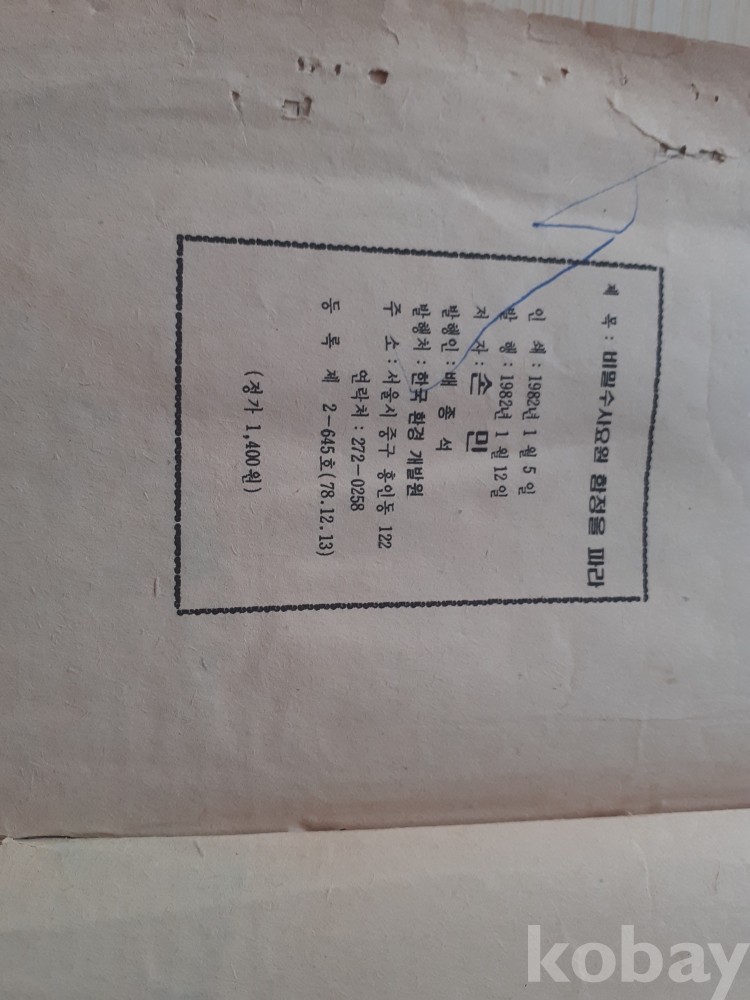 제 목 : 비밀수사요원 함정을 파라
인 쇄 : 1982년 1 월 5 일
발 행 : 1982년 1 월 12 일
저 자 : 손 민
발행인 : 배 종 석
발행처 : 한국 환경 개발원
주 소 : 서울시 중구 흥인동 122
연락처 : 272-0258
등 록 제 2-645호(78.12.13)
(정가 1,400원)
kobay